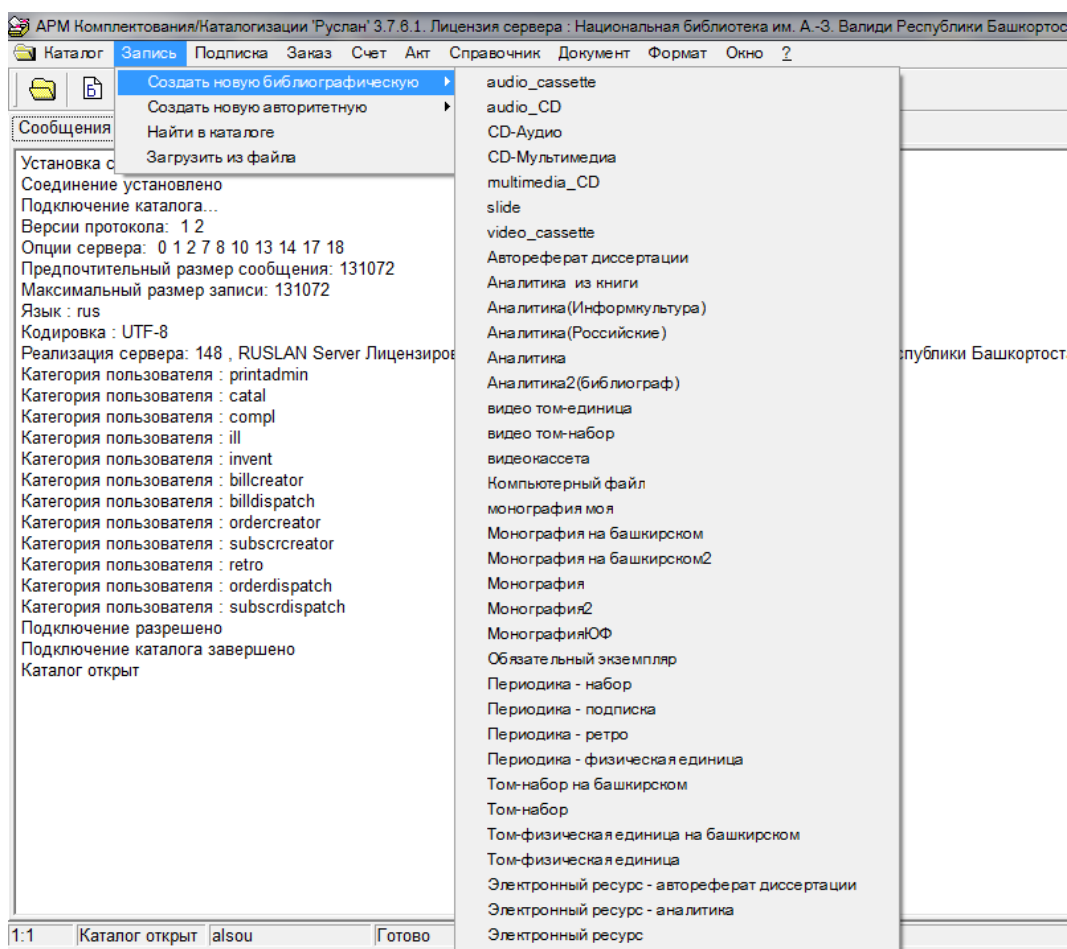 АРМ Комплектования/Каталогизации 'Руслан' 3.7.6.1. Лицензия сервера : Национальная библиотека им. А.-З. Валиди Республики Башкортос
Каталог Запись Подписка Заказ Счет Акт Справочник Документ Формат Окно ?
Создать новую библиографическую
Создать новую авторитетную
Найти в каталоге
Загрузить из файла
Б
audio_cassette
audio_CD
CD-Аудио
CD-Мультимедиа
multimedia_CD
slide
video_cassette
Автореферат диссертации
Аналитика из книги
Аналитика(Информкультура)
Аналитика(Российские)
Аналитика
Аналитика2(библиограф)
видео том-единица
видео том-набор
видеокассета
Компьютерный файл
монография моя
Монография на башкирском
Монография на башкирском2
Монография
Монография2
МонографияЮФ
Обязательный экземпляр
Периодика - набор
Периодика - подписка
Периодика - ретро
Периодика - физическая единица
Том-набор на башкирском
Том-набор
Том-физическая единица на башкирском
Том-физическая единица
Электронный ресурс - автореферат диссертации
Электронный ресурс - аналитика
Электронный ресурс
Сообщения
Установка с
Соединение установлено
Подключение каталога...
Версии протокола: 1 2
Опции сервера: 0 1 2 7 8 10 13 14 17 18
Предпочтительный размер сообщения: 131072
Максимальный размер записи: 131072
Язык : rus
Кодировка : UTF-8
Реализация сервера: 148 , RUSLAN Server Лицензиров спублики Башкортост
Категория пользователя : printadmin
Категория пользователя : catal
Категория пользователя : compl
Категория пользователя : ill
Категория пользователя : invent
Категория пользователя : billcreator
Категория пользователя : billdispatch
Категория пользователя : ordercreator
Категория пользователя : subscrcreator
Категория пользователя : retro
Категория пользователя : orderdispatch
Категория пользователя : subscrdispatch
Подключение разрешено
Подключение каталога завершено
Каталог открыт
1:1 Каталог открыт alsou Готово